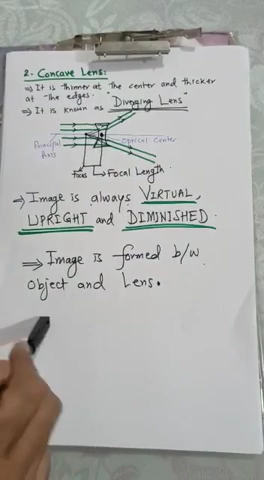 2. Concave Lens:
⇒ It is thinner at the center and thicker
at the edges.
⇒ It is known as "Diverging Lens"
Principal
Axis
Optical Center
Focus
Focal Length
⇒ Image is always VIRTUAL,
UPRIGHT and DIMINISHED.
⇒ Image is formed b/w
Object and Lens.